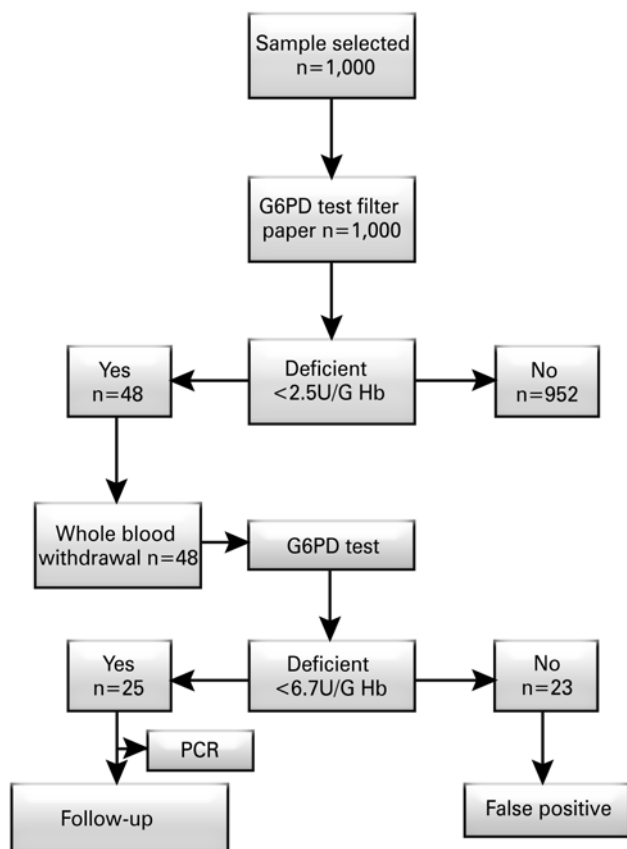 Sample selected
n=1,000
G6PD test filter
paper n=1,000
Yes
n=48
Deficient
<2.5U/G Hb
No
n=952
Whole blood
withdrawal n=48
G6PD test
Yes
n=25
Deficient
<6.7U/G Hb
No
n=23
PCR
Follow-up
False positive